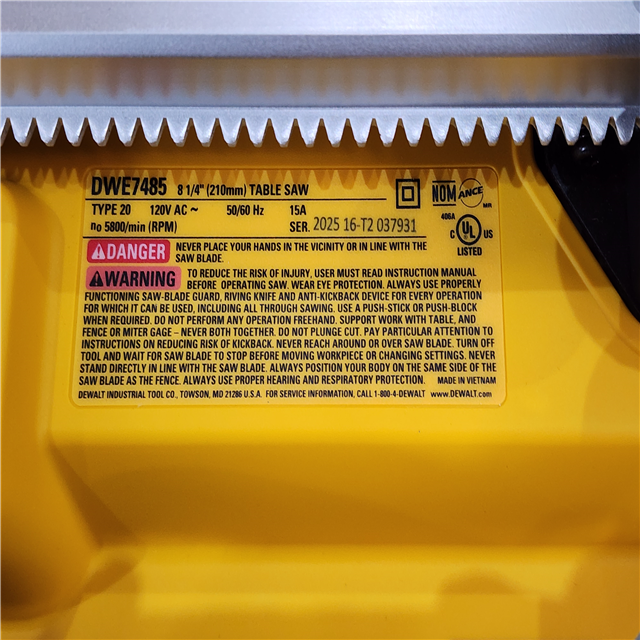 DWE7485 8 1/4" (210mm) TABLE SAW
TYPE 20 120V AC ~ 50/60 Hz 15A
no 5800/min (RPM) SER. 2025 16-T2 037931
NOM ANCE MR
406A
C UL US
LISTED
DANGER NEVER PLACE YOUR HANDS IN THE VICINITY OR IN LINE WITH THE
SAW BLADE.
WARNING TO REDUCE THE RISK OF INJURY, USER MUST READ INSTRUCTION MANUAL
BEFORE OPERATING SAW. WEAR EYE PROTECTION. ALWAYS USE PROPERLY
FUNCTIONING SAW-BLADE GUARD, RIVING KNIFE AND ANTI-KICKBACK DEVICE FOR EVERY OPERATION
FOR WHICH IT CAN BE USED, INCLUDING ALL THROUGH SAWING. USE A PUSH-STICK OR PUSH-BLOCK
WHEN REQUIRED. DO NOT PERFORM ANY OPERATION FREEHAND. SUPPORT WORK WITH TABLE, AND
FENCE OR MITER GAGE – NEVER BOTH TOGETHER. DO NOT PLUNGE CUT. PAY PARTICULAR ATTENTION TO
INSTRUCTIONS ON REDUCING RISK OF KICKBACK. NEVER REACH AROUND OR OVER SAW BLADE. TURN OFF
TOOL AND WAIT FOR SAW BLADE TO STOP BEFORE MOVING WORKPIECE OR CHANGING SETTINGS. NEVER
STAND DIRECTLY IN LINE WITH THE SAW BLADE. ALWAYS POSITION YOUR BODY ON THE SAME SIDE OF THE
SAW BLADE AS THE FENCE. ALWAYS USE PROPER HEARING AND RESPIRATORY PROTECTION. MADE IN VIETNAM
DEWALT INDUSTRIAL TOOL CO., TOWSON, MD 21286 U.S.A. FOR SERVICE INFORMATION, CALL 1-800-4-DEWALT www.DEWALT.com